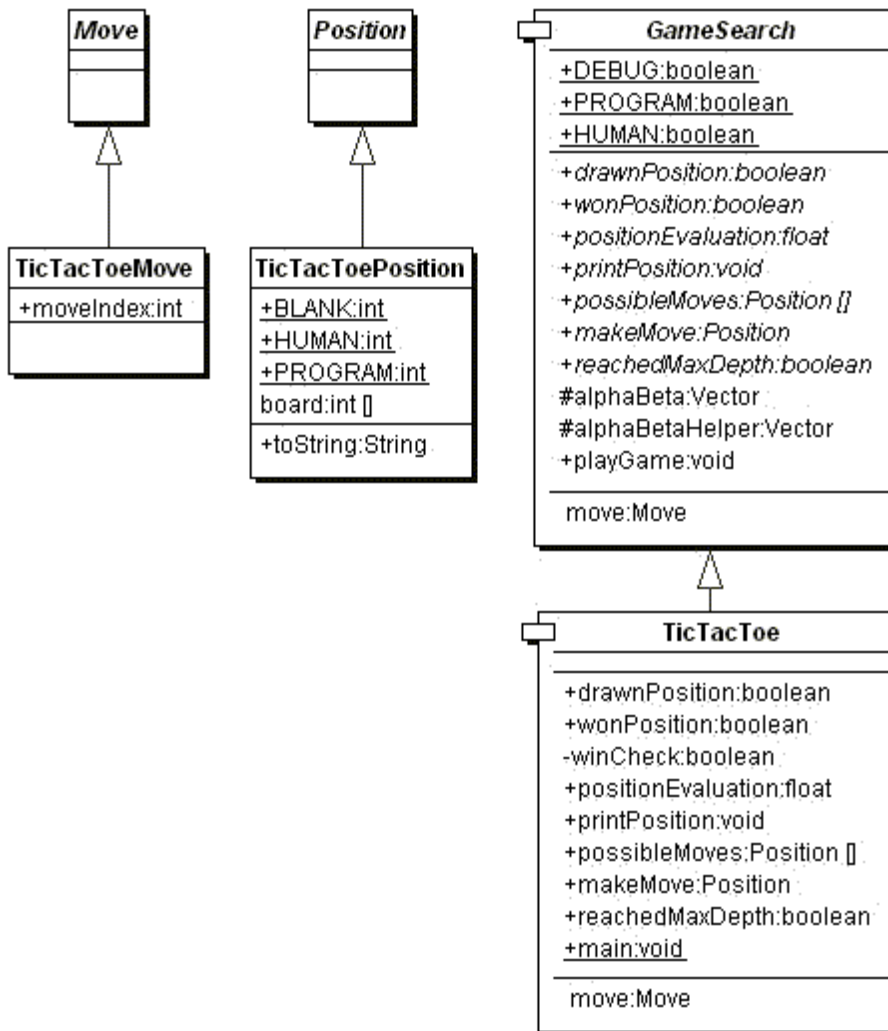 Move
TicTacToeMove
+moveIndex:int
Position
TicTacToePosition
+BLANK:int
+HUMAN:int
+PROGRAM:int
board:int []
+toString:String
GameSearch
+DEBUG:boolean
+PROGRAM:boolean
+HUMAN:boolean
+drawnPosition:boolean
+wonPosition:boolean
+positionEvaluation:float
+printPosition:void
+possibleMoves:Position []
+makeMove:Position
+reachedMaxDepth:boolean
#alphaBeta:Vector
#alphaBetaHelper:Vector
+playGame:void
move:Move
TicTacToe
+drawnPosition:boolean
+wonPosition:boolean
-winCheck:boolean
+positionEvaluation:float
+printPosition:void
+possibleMoves:Position []
+makeMove:Position
+reachedMaxDepth:boolean
+main:void
move:Move